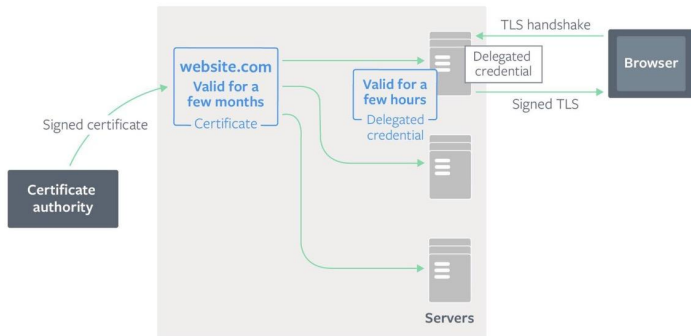 TLS handshake
website.com
Valid for a
few months
Certificate
Valid for a
few hours
Delegated
credential
Delegated
credential
Browser
Signed TLS
Signed certificate
Certificate
authority
Servers